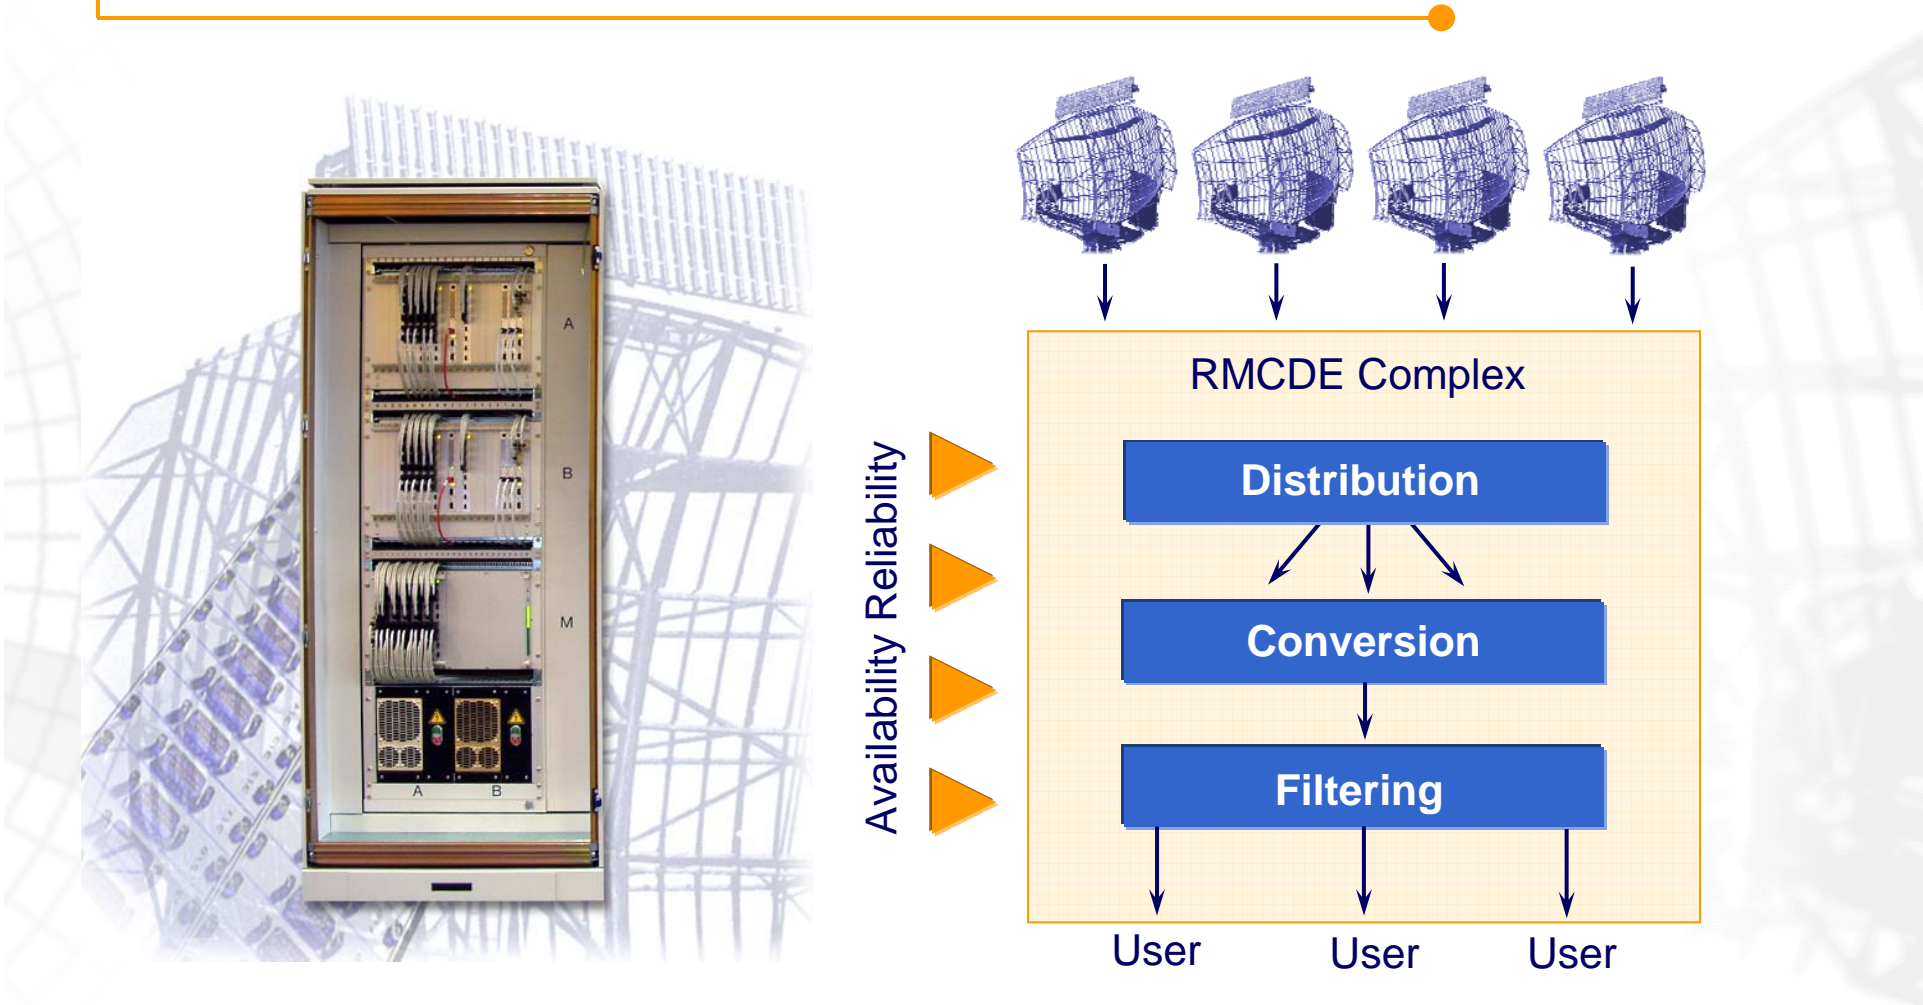 A
B
M
A B
RMCDE Complex
Availability Reliability
Distribution
Conversion
Filtering
User User User